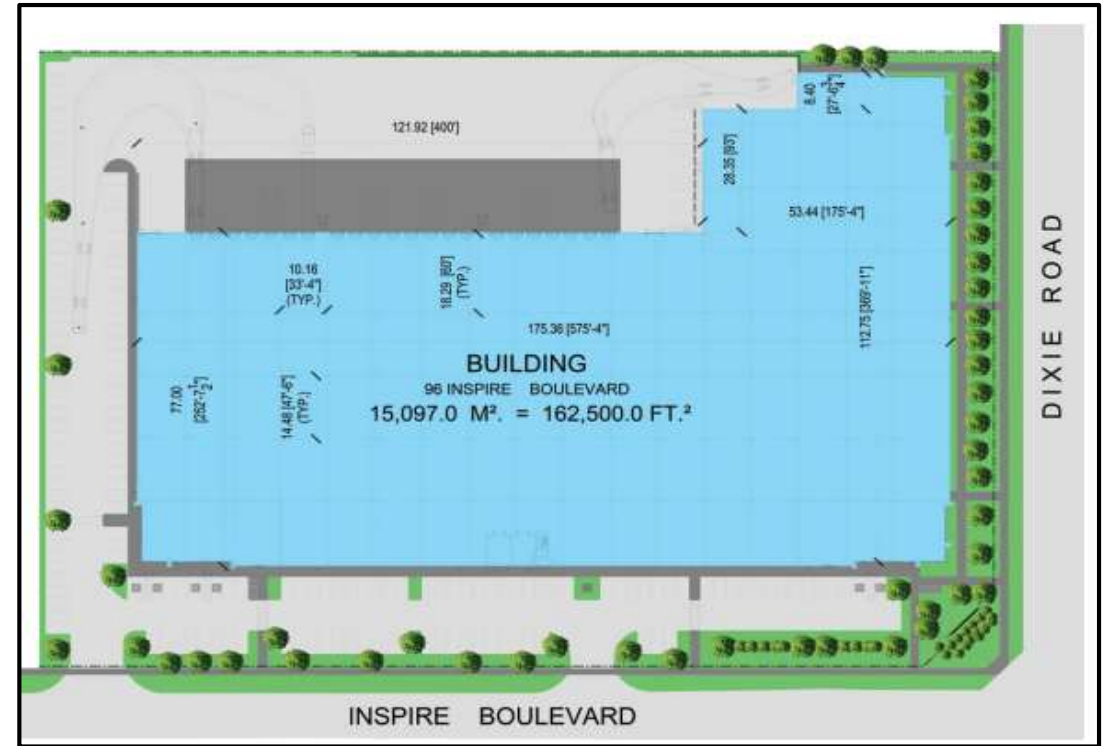 8.40
[27'-6¾"]
121.92 [400']
28.35 [93']
53.44 [175'-4"]
10.16
[33'-4"]
(TYP.)
18.29 [60']
(TYP.)
112.75 [369'-11"]
175.36 [575'-4"]
BUILDING
96 INSPIRE BOULEVARD
15,097.0 M². = 162,500.0 FT.²
77.00
[252'-7½"]
14.48 [47'-6"]
(TYP.)
DIXIE ROAD
INSPIRE BOULEVARD